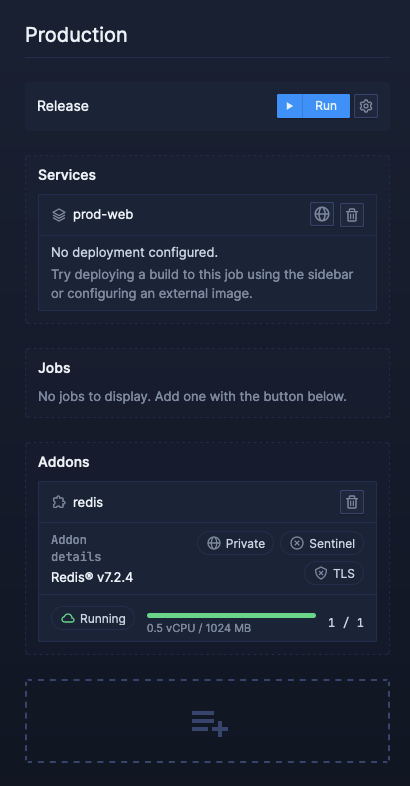 Production
Release
Run
Services
prod-web
No deployment configured.
Try deploying a build to this job using the sidebar
or configuring an external image.
Jobs
No jobs to display. Add one with the button below.
Addons
redis
Addon
details
Redis® v7.2.4
Private
Sentinel
TLS
Running
0.5 vCPU / 1024 MB
1 / 1